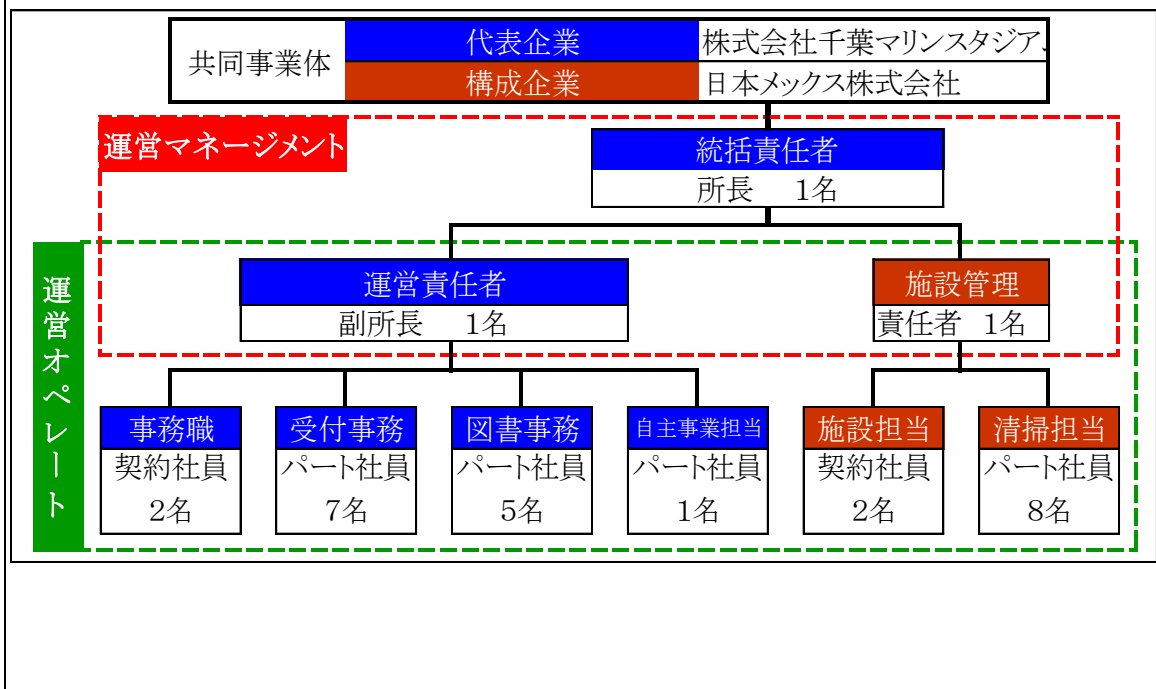 共同事業体
代表企業 株式会社千葉マリンスタジア
構成企業 日本メックス株式会社
運営マネージメント
統括責任者
所長 1名
運営オペレート
運営責任者
副所長 1名
施設管理
責任者 1名
事務職
契約社員
2名
受付事務
パート社員
7名
図書事務
パート社員
5名
自主事業担当
パート社員
1名
施設担当
契約社員
2名
清掃担当
パート社員
8名